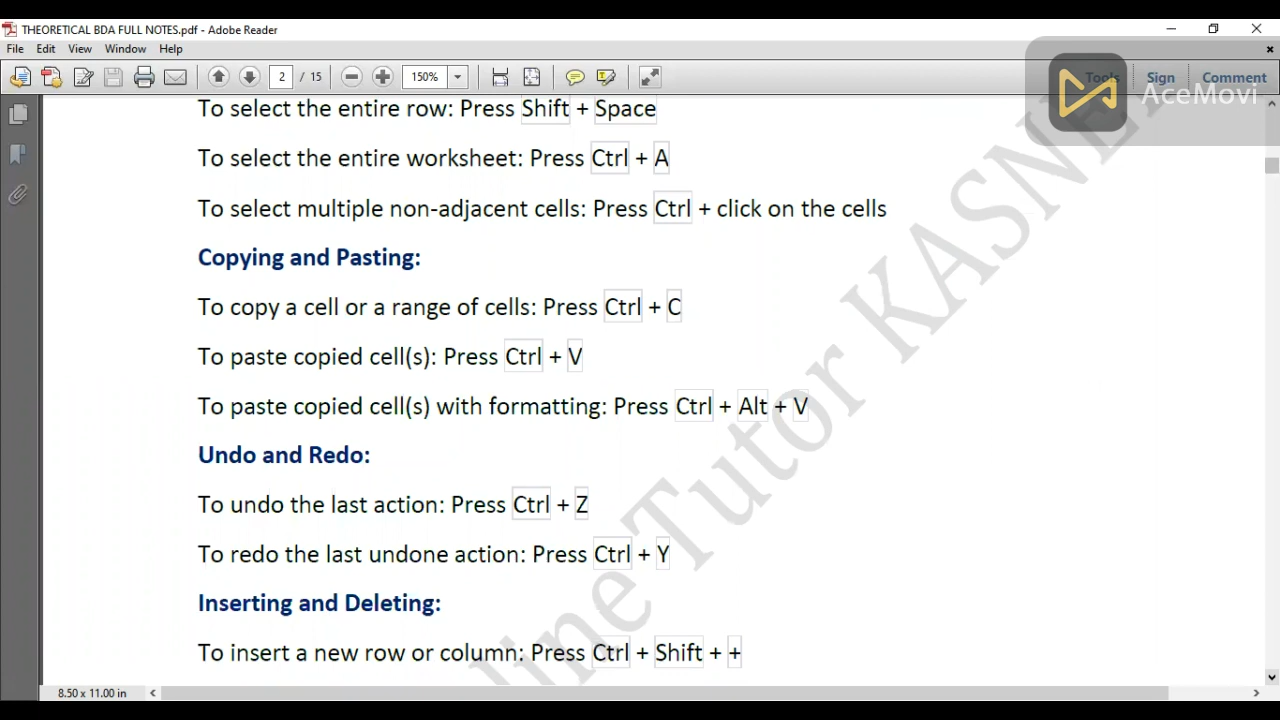 THEORETICAL BDA FULL NOTES.pdf - Adobe Reader
File Edit View Window Help
2 / 15 150% Tools Sign Comment
AceMovi
To select the entire row: Press Shift + Space
To select the entire worksheet: Press Ctrl + A
To select multiple non-adjacent cells: Press Ctrl + click on the cells
Copying and Pasting:
To copy a cell or a range of cells: Press Ctrl + C
To paste copied cell(s): Press Ctrl + V
To paste copied cell(s) with formatting: Press Ctrl + Alt + V
Undo and Redo:
To undo the last action: Press Ctrl + Z
To redo the last undone action: Press Ctrl + Y
Inserting and Deleting:
To insert a new row or column: Press Ctrl + Shift + +
line Tutor KASNE
8.50 x 11.00 in